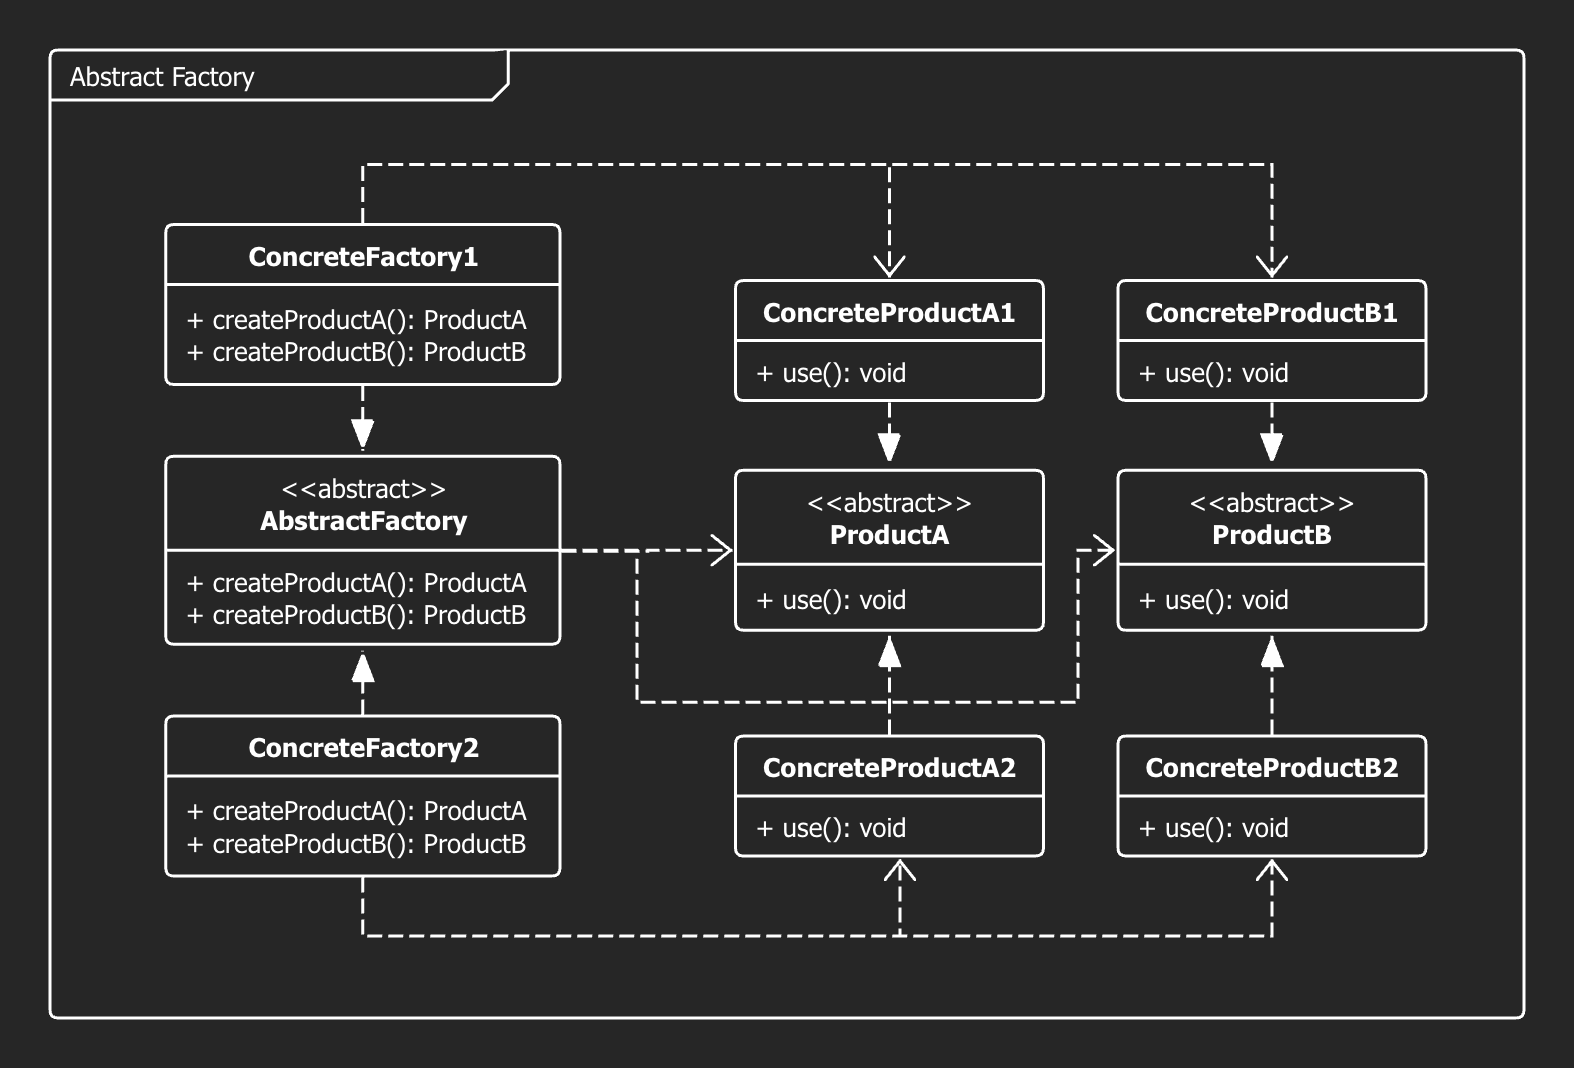 Abstract Factory
ConcreteFactory1
+ createProductA(): ProductA
+ createProductB(): ProductB
ConcreteProductA1
+ use(): void
ConcreteProductB1
+ use(): void
<<abstract>>
AbstractFactory
+ createProductA(): ProductA
+ createProductB(): ProductB
<<abstract>>
ProductA
+ use(): void
<<abstract>>
ProductB
+ use(): void
ConcreteFactory2
+ createProductA(): ProductA
+ createProductB(): ProductB
ConcreteProductA2
+ use(): void
ConcreteProductB2
+ use(): void